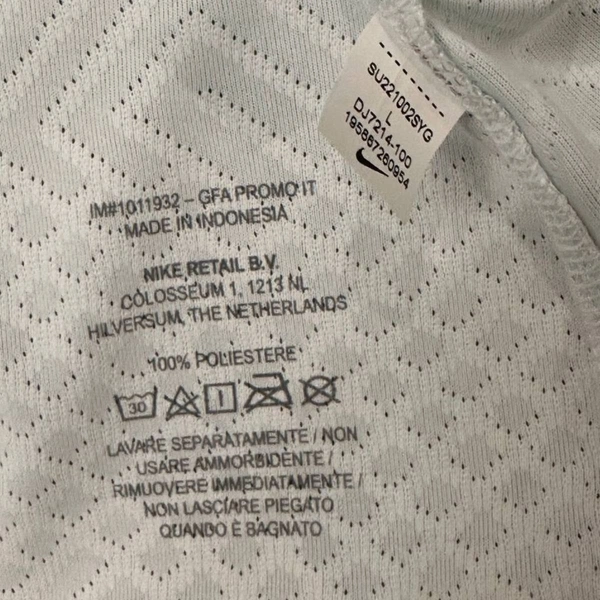 SU221002SYG
L
DJ7214-100
195867260954
IM#1011932 – GFA PROMO IT
MADE IN INDONESIA
NIKE RETAIL B.V.
COLOSSEUM 1, 1213 NL
HILVERSUM, THE NETHERLANDS
100% POLIESTERE
30
LAVARE SEPARATAMENTE / NON
USARE AMMORBIDENTE /
RIMUOVERE IMMEDIATAMENTE /
NON LASCIARE PIEGATO
QUANDO È BAGNATO